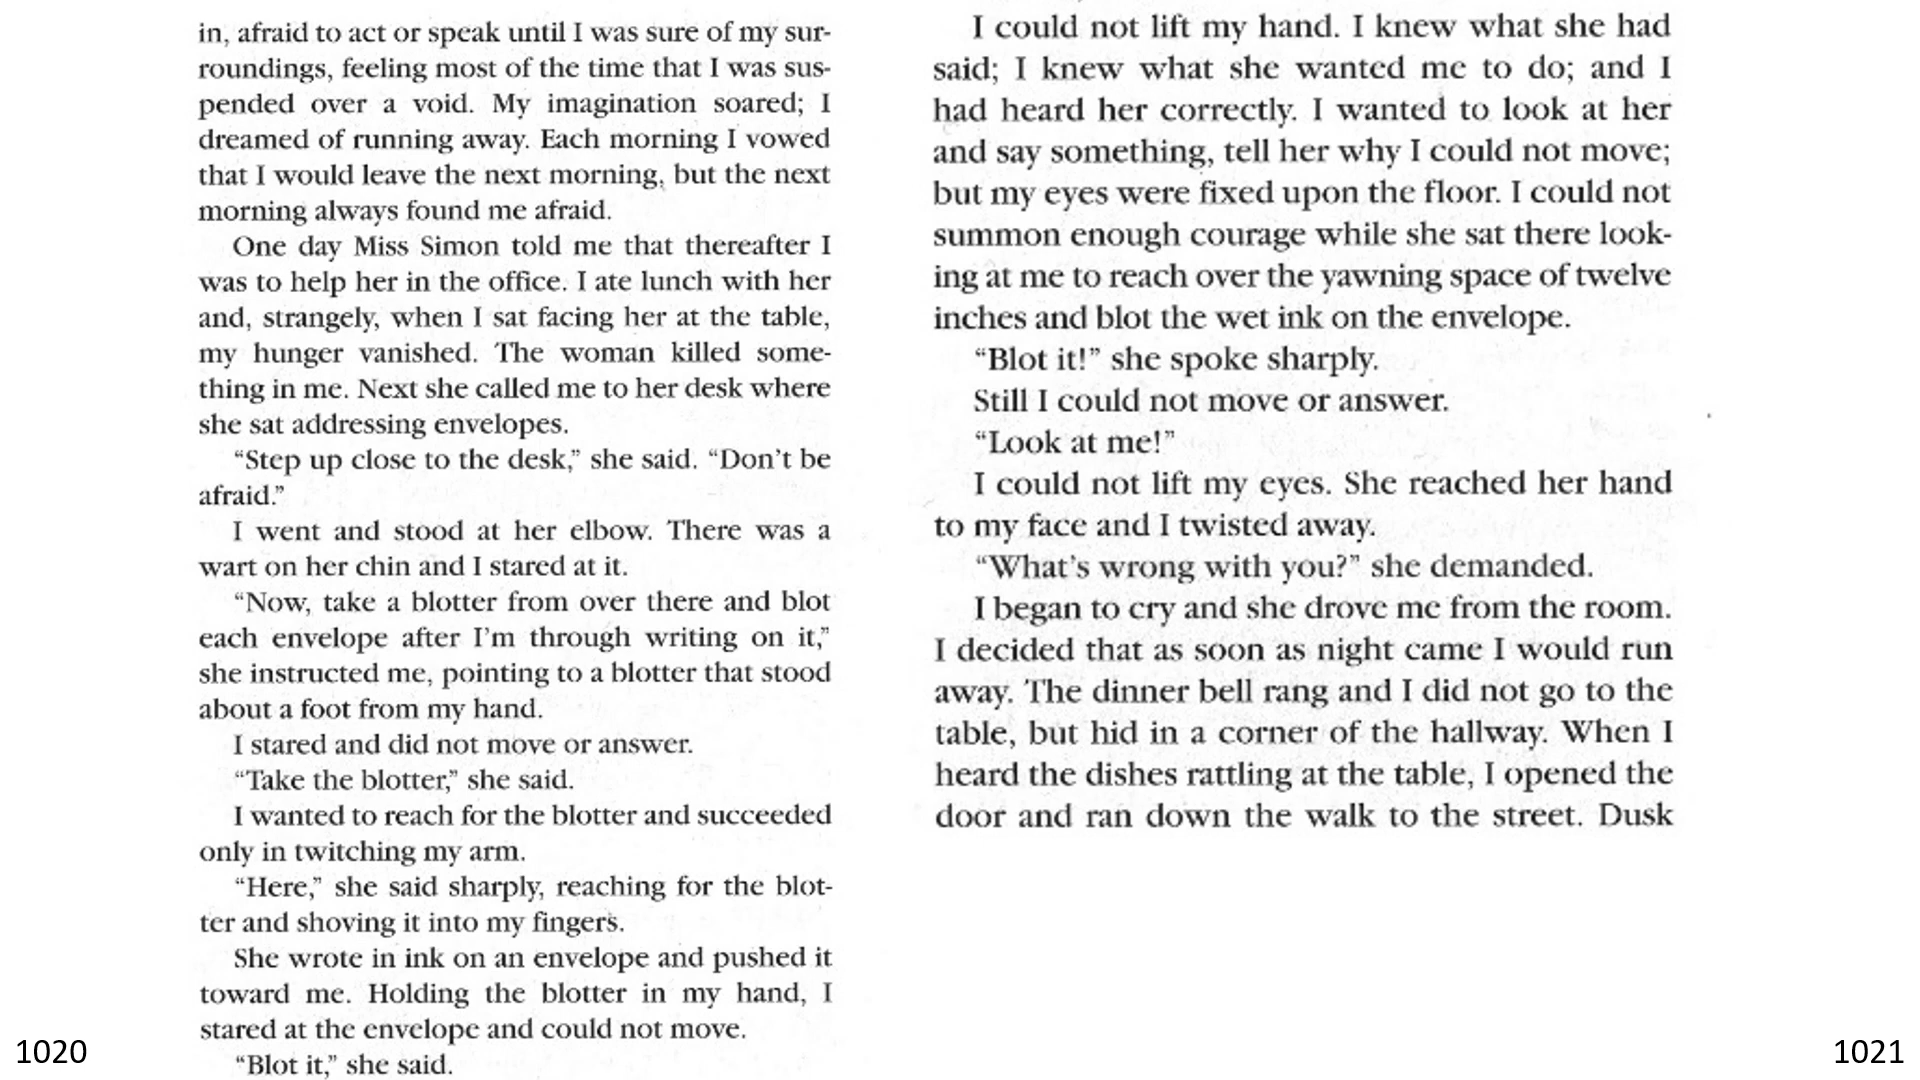 in, afraid to act or speak until I was sure of my sur-
roundings, feeling most of the time that I was sus-
pended over a void. My imagination soared; I
dreamed of running away. Each morning I vowed
that I would leave the next morning, but the next
morning always found me afraid.
One day Miss Simon told me that thereafter I
was to help her in the office. I ate lunch with her
and, strangely, when I sat facing her at the table,
my hunger vanished. The woman killed some-
thing in me. Next she called me to her desk where
she sat addressing envelopes.
“Step up close to the desk,” she said. “Don’t be
afraid.”
I went and stood at her elbow. There was a
wart on her chin and I stared at it.
“Now, take a blotter from over there and blot
each envelope after I’m through writing on it,”
she instructed me, pointing to a blotter that stood
about a foot from my hand.
I stared and did not move or answer.
“Take the blotter,” she said.
I wanted to reach for the blotter and succeeded
only in twitching my arm.
“Here,” she said sharply, reaching for the blot-
ter and shoving it into my fingers.
She wrote in ink on an envelope and pushed it
toward me. Holding the blotter in my hand, I
stared at the envelope and could not move.
“Blot it,” she said.
1020
I could not lift my hand. I knew what she had
said; I knew what she wanted me to do; and I
had heard her correctly. I wanted to look at her
and say something, tell her why I could not move;
but my eyes were fixed upon the floor. I could not
summon enough courage while she sat there look-
ing at me to reach over the yawning space of twelve
inches and blot the wet ink on the envelope.
“Blot it!” she spoke sharply.
Still I could not move or answer.
“Look at me!”
I could not lift my eyes. She reached her hand
to my face and I twisted away.
“What’s wrong with you?” she demanded.
I began to cry and she drove me from the room.
I decided that as soon as night came I would run
away. The dinner bell rang and I did not go to the
table, but hid in a corner of the hallway. When I
heard the dishes rattling at the table, I opened the
door and ran down the walk to the street. Dusk
1021